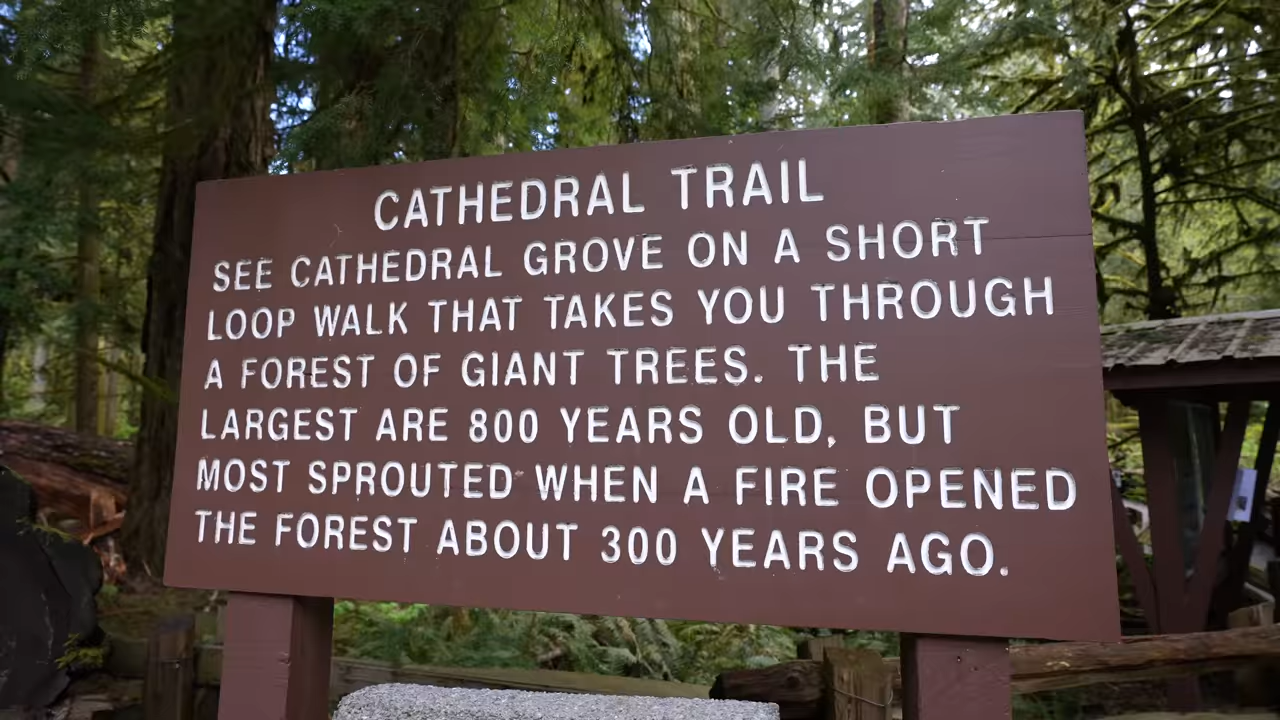 CATHEDRAL TRAIL
SEE CATHEDRAL GROVE ON A SHORT
LOOP WALK THAT TAKES YOU THROUGH
A FOREST OF GIANT TREES. THE
LARGEST ARE 800 YEARS OLD, BUT
MOST SPROUTED WHEN A FIRE OPENED
THE FOREST ABOUT 300 YEARS AGO.